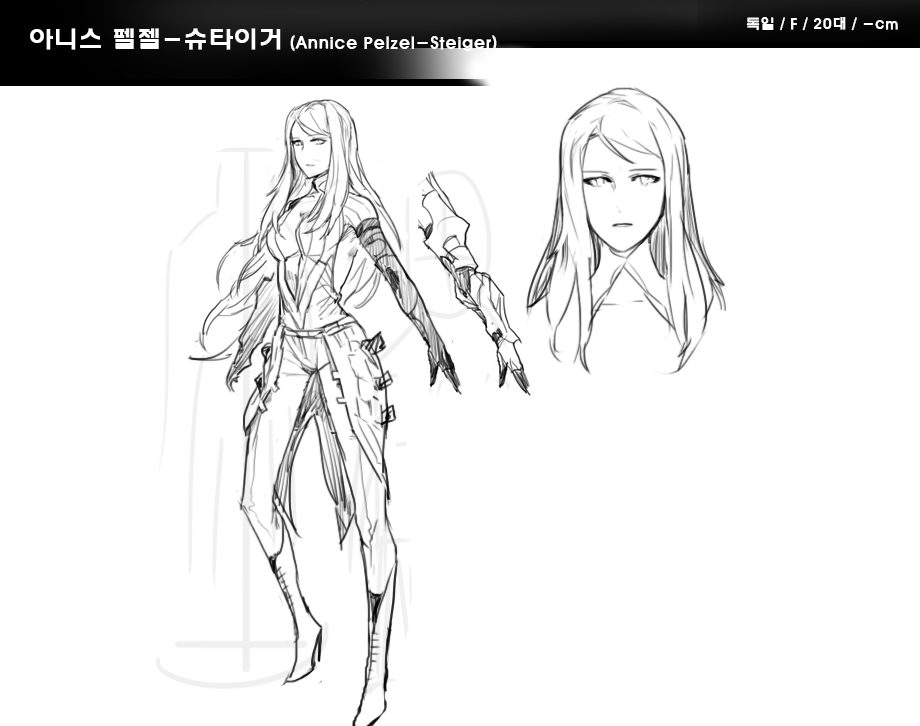 아니스 펠젤-슈타이거 (Annice Pelzel-Steiger)
독일 / F / 20대 / -cm